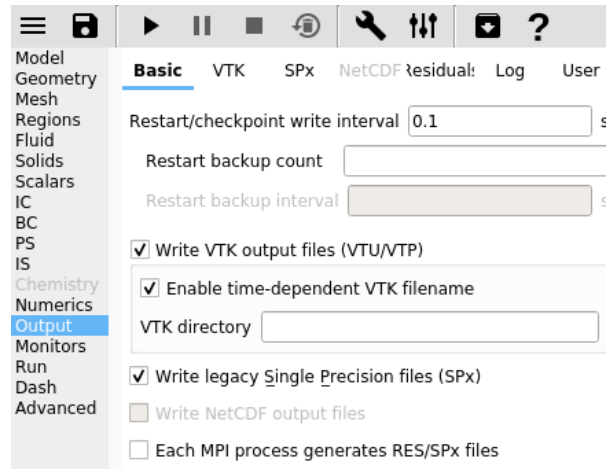 ?
Model
Geometry
Mesh
Regions
Fluid
Solids
Scalars
IC
BC
PS
IS
Chemistry
Numerics
Output
Monitors
Run
Dash
Advanced
Basic VTK SPx NetCDF Residuals Log User
Restart/checkpoint write interval 0.1 s
Restart backup count
Restart backup interval s
Write VTK output files (VTU/VTP)
Enable time-dependent VTK filename
VTK directory
Write legacy Single Precision files (SPx)
Write NetCDF output files
Each MPI process generates RES/SPx files